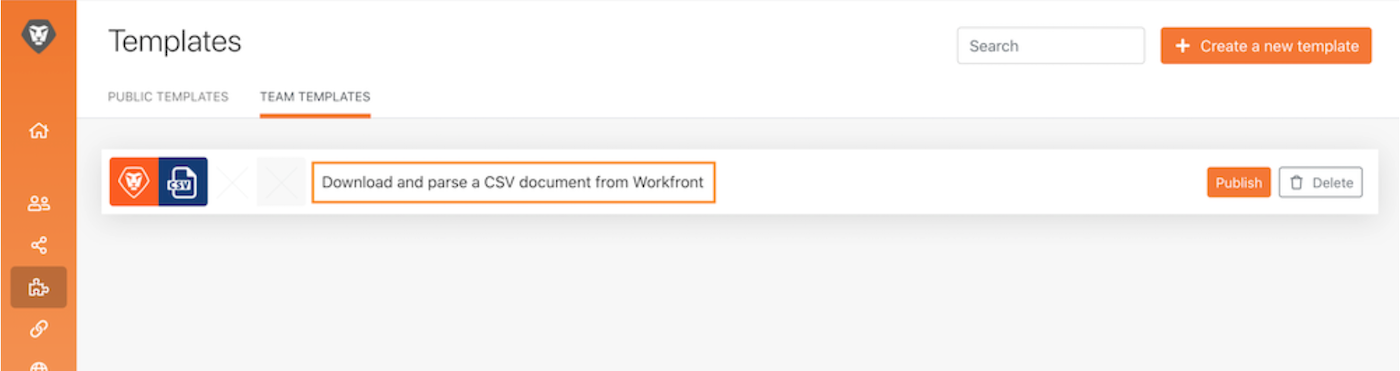 Templates
Search
+ Create a new template
PUBLIC TEMPLATES
TEAM TEMPLATES
CSV
Download and parse a CSV document from Workfront
Publish
Delete